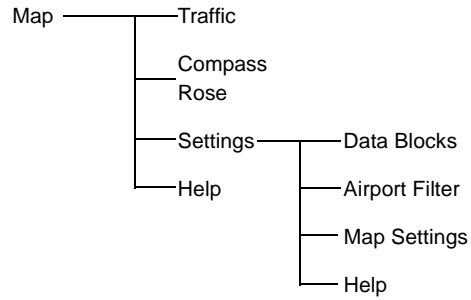 Map
Traffic
Compass
Rose
Settings
Data Blocks
Airport Filter
Map Settings
Help
Help